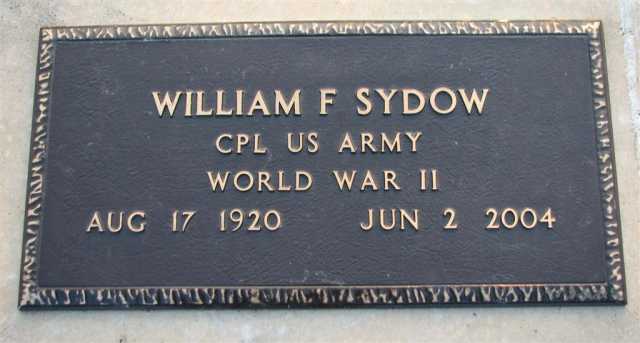 WILLIAM F SYDOW
CPL US ARMY
WORLD WAR II
AUG 17 1920 JUN 2 2004